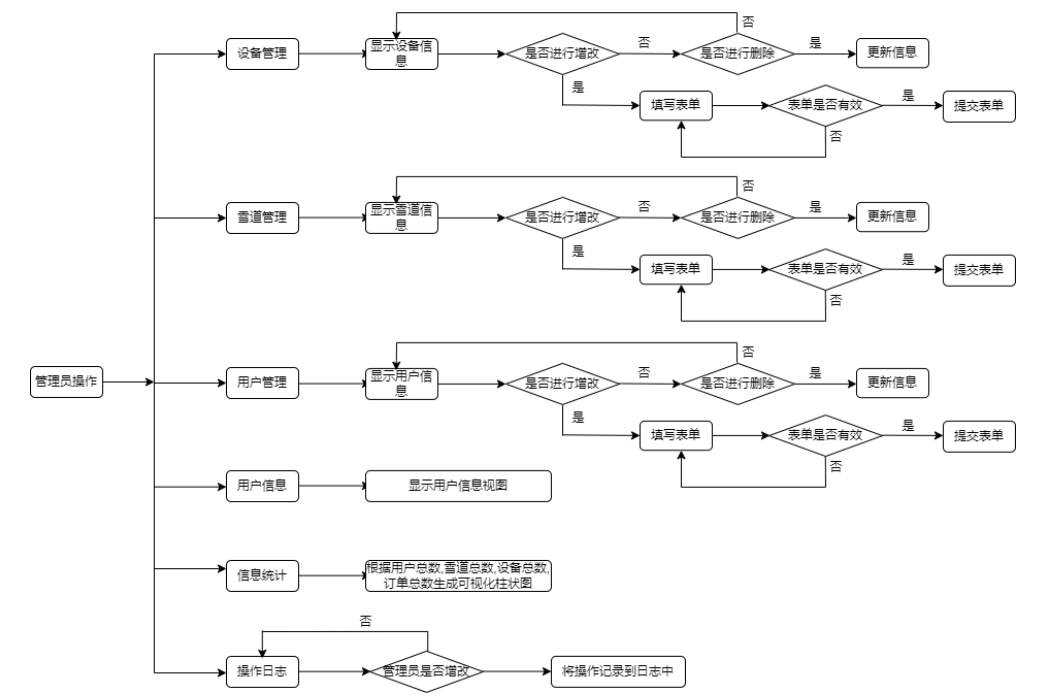 否
设备管理
显示设备信
息
是否进行增改
否
是否进行删除
是
更新信息
是
填写表单
表单是否有效
是
提交表单
否
否
雪道管理
显示雪道信
息
是否进行增改
否
是否进行删除
是
更新信息
是
填写表单
表单是否有效
是
提交表单
否
否
管理员操作
用户管理
显示用户信
息
是否进行增改
否
是否进行删除
是
更新信息
是
填写表单
表单是否有效
是
提交表单
否
用户信息
显示用户信息视图
信息统计
根据用户总数,雪道总数,设备总数,
订单总数生成可视化柱状图
否
操作日志
管理员是否增改
将操作记录到日志中